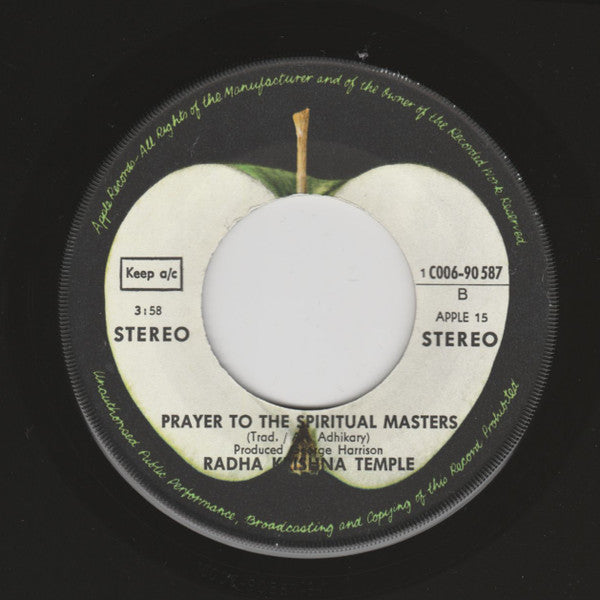 Apple Records-All Rights of the Manufacturer and of the Owner of the Recorded Work Reserved
Keep a/c
3:58
STEREO
1 C006-90 587
B
APPLE 15
STEREO
PRAYER TO THE SPIRITUAL MASTERS
(Trad. / Adhikary)
Produced George Harrison
RADHA KRISHNA TEMPLE
Unauthorised Public Performance, Broadcasting and Copying of this Record Prohibited